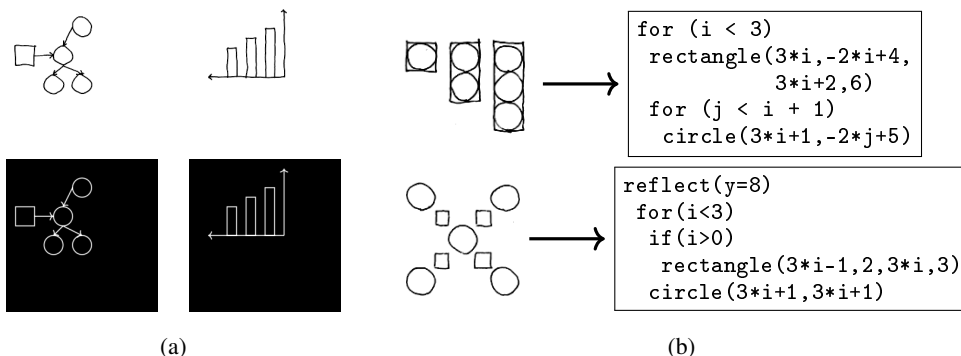 for (i < 3)
rectangle(3*i,-2*i+4,
3*i+2,6)
for (j < i + 1)
circle(3*i+1,-2*j+5)
reflect(y=8)
for(i<3)
if(i>0)
rectangle(3*i-1,2,3*i,3)
circle(3*i+1,3*i+1)
(a)
(b)